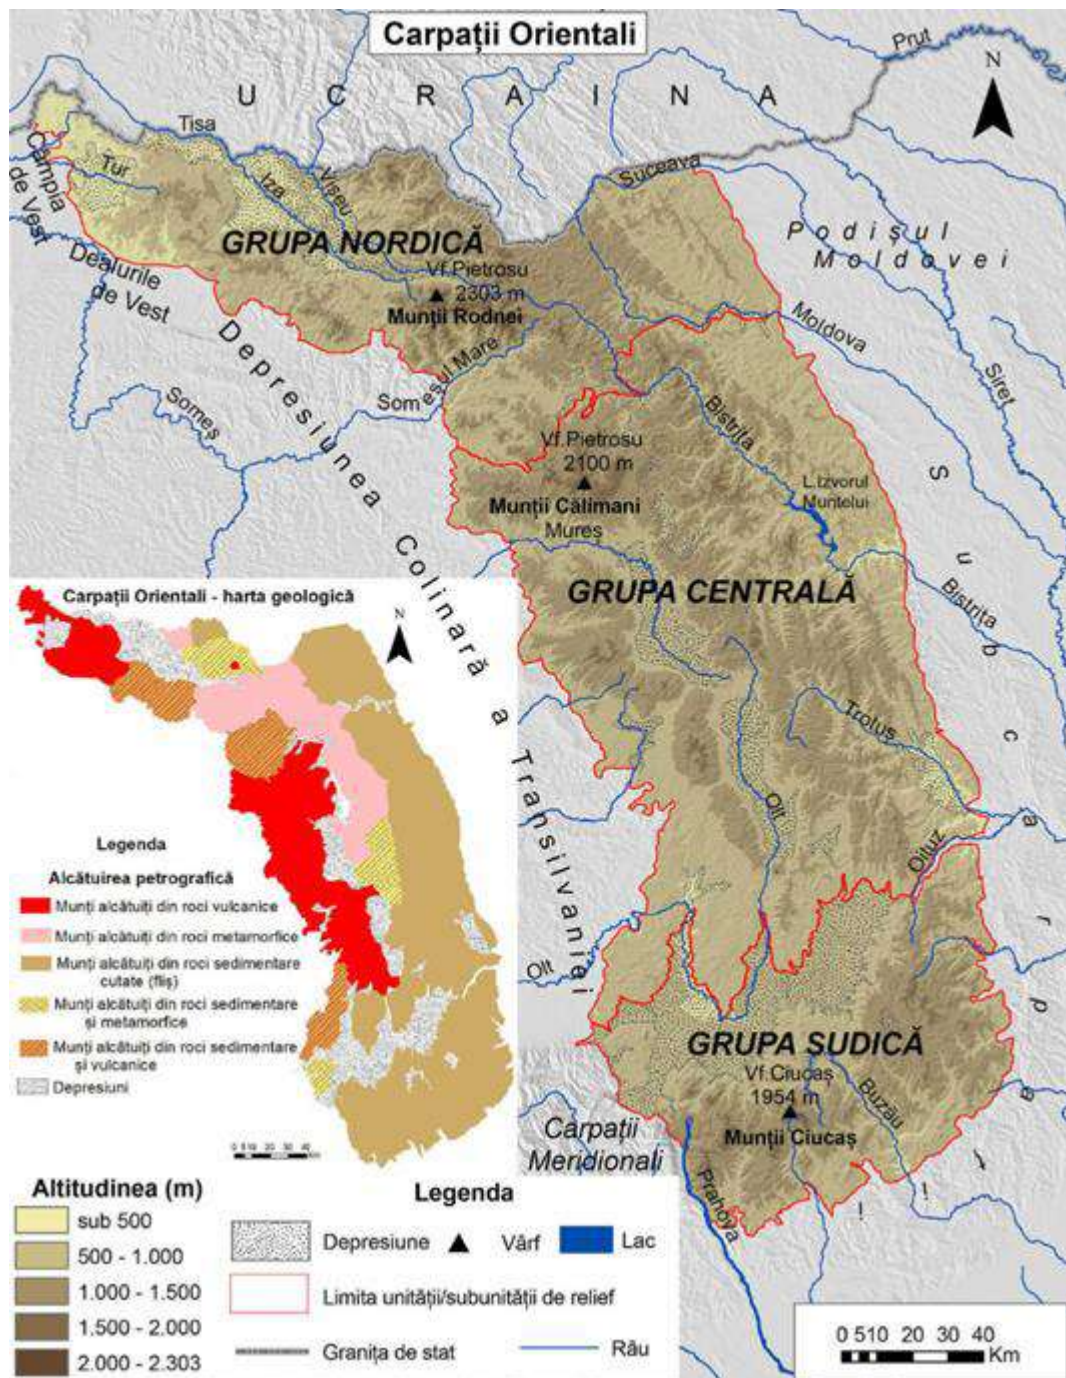 Carpații Orientali
UCRAINA
Prut
N
Tisa
Suceava
Câmpia
de Vest
Tur
Iza
Vișeu
GRUPA NORDICĂ
Podișul
Moldovei
Vf.Pietrosu
2303 m
Munții Rodnei
Dealurile
de Vest
Moldova
Siret
Someșul Mare
Someș
Depresiunea Colinară a Transilvaniei
Bistrița
Vf.Pietrosu
2100 m
Munții Călimani
Mureș
L.Izvorul
Muntelui
Subcarpații
GRUPA CENTRALĂ
Bistrița
Trotuș
Olt
Oituz
Olt
GRUPA SUDICĂ
Vf.Ciucaș
1954 m
Munții Ciucaș
Buzău
Carpații
Meridionali
Prahova
Carpații Orientali - harta geologică
N
Legenda
Alcătuirea petrografică
Munți alcătuiți din roci vulcanice
Munți alcătuiți din roci metamorfice
Munți alcătuiți din roci sedimentare
cutate (fliș)
Munți alcătuiți din roci sedimentare
și metamorfice
Munți alcătuiți din roci sedimentare
și vulcanice
Depresiuni
0 5 10 20 30 40
Altitudinea (m)
sub 500
500 - 1.000
1.000 - 1.500
1.500 - 2.000
2.000 - 2.303
Legenda
Depresiune
Vârf
Lac
Limita unității/subunității de relief
Granița de stat
Râu
0 510 20 30 40
Km